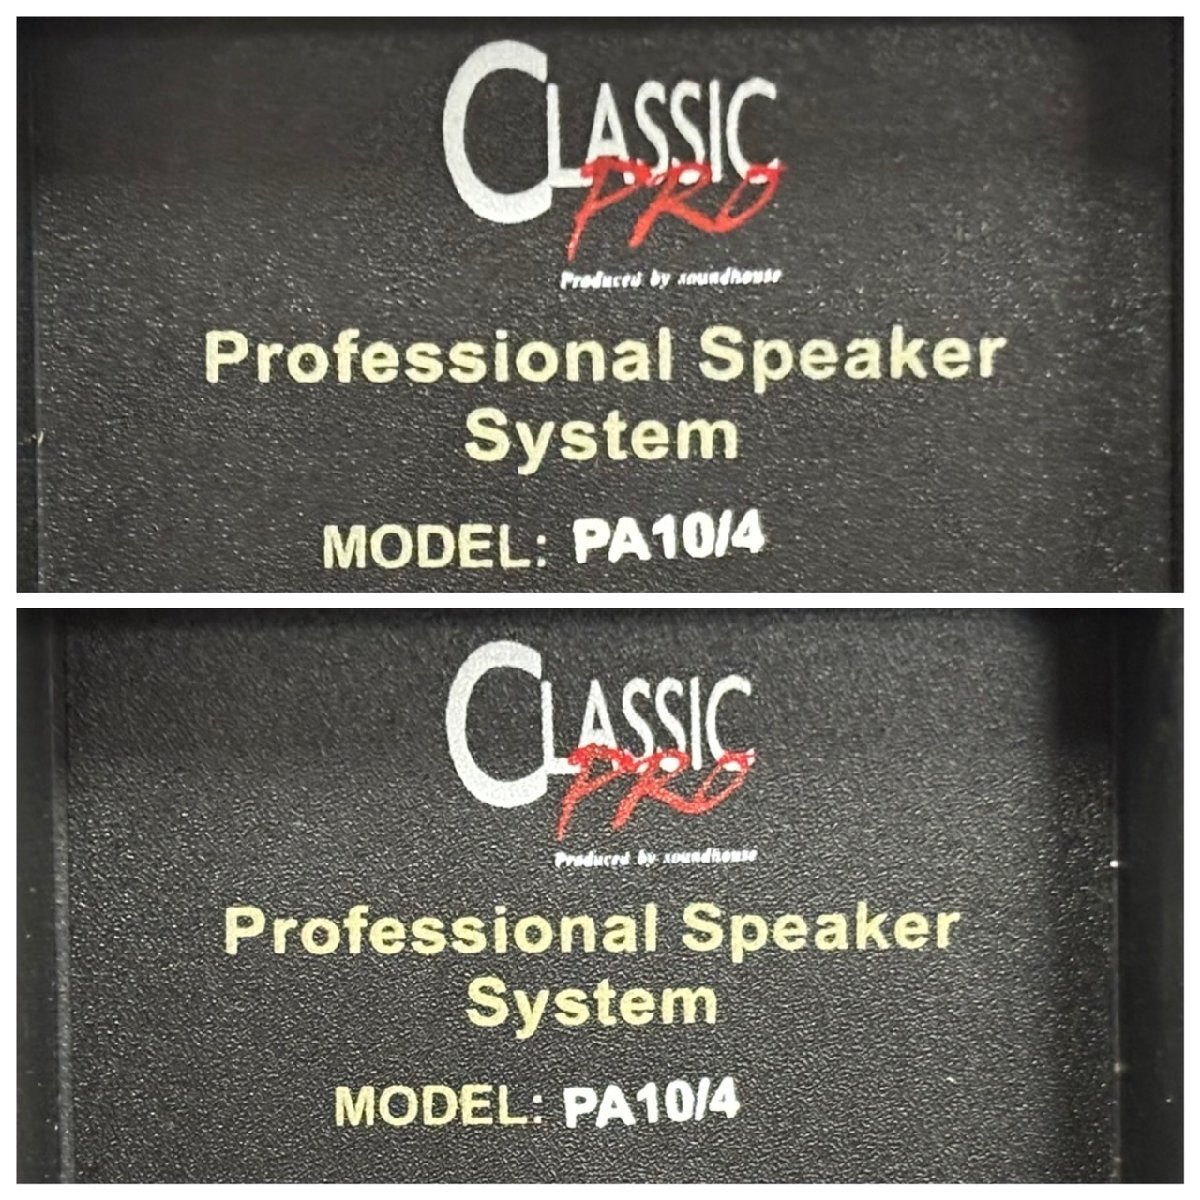 CLASSIC
PRO
Produced by soundhouse
Professional Speaker
System
MODEL: PA10/4
CLASSIC
PRO
Produced by soundhouse
Professional Speaker
System
MODEL: PA10/4